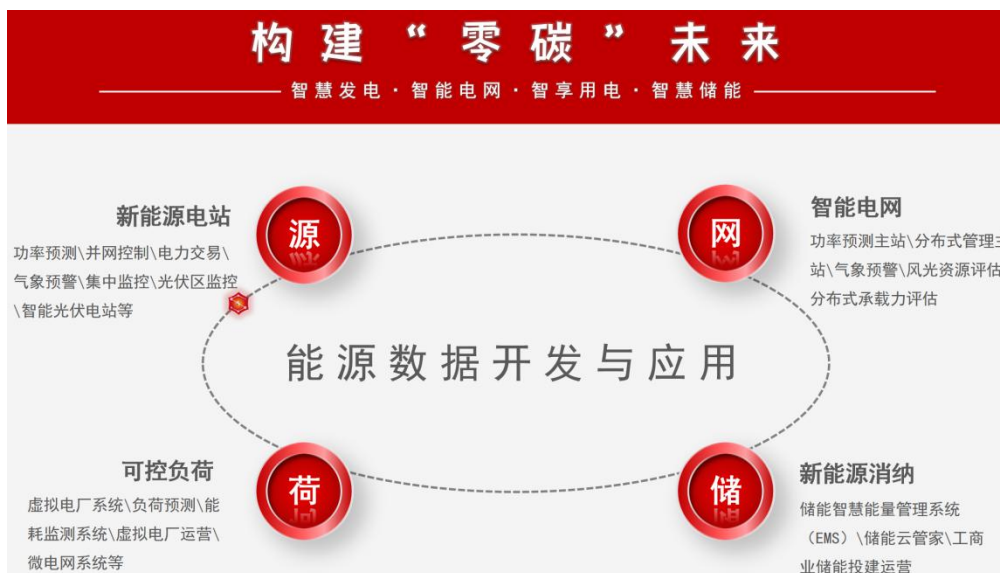 构建“零碳”未来
智慧发电·智能电网·智享用电·智慧储能
新能源电站
功率预测\并网控制\电力交易\
气象预警\集中监控\光伏区监控
\智能光伏电站等
源
网
智能电网
功率预测主站\分布式管理主
站\气象预警\风光资源评估
分布式承载力评估
能源数据开发与应用
可控负荷
虚拟电厂系统\负荷预测\能
耗监测系统\虚拟电厂运营\
微电网系统等
荷
储
新能源消纳
储能智慧能量管理系统
（EMS）\储能云管家\工商
业储能投建运营